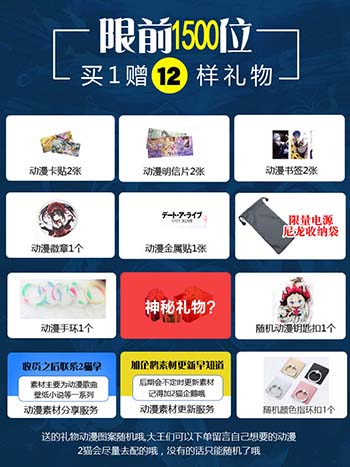 限前1500位
买1赠12样礼物
动漫卡贴2张
动漫明信片2张
动漫书签2张
デート・ア・ライブ
动漫徽章1个
动漫金属贴1张
限量电源
尼龙收纳袋
动漫手环1个
神秘礼物?
随机动漫钥匙扣1个
收货之后联系2猫早
素材主要为动漫歌曲
壁纸小说等一系列
动漫素材分享服务
加企鹅素材更新早知道
后期会不定时更新素材
记得加2猫企鹅哦
动漫素材更新服务
随机颜色指环扣1个
送的礼物动漫图案随机哦,大王们可以下单留言自己想要的动漫
2猫会尽量去配的哦，没有的话只能随机了哦